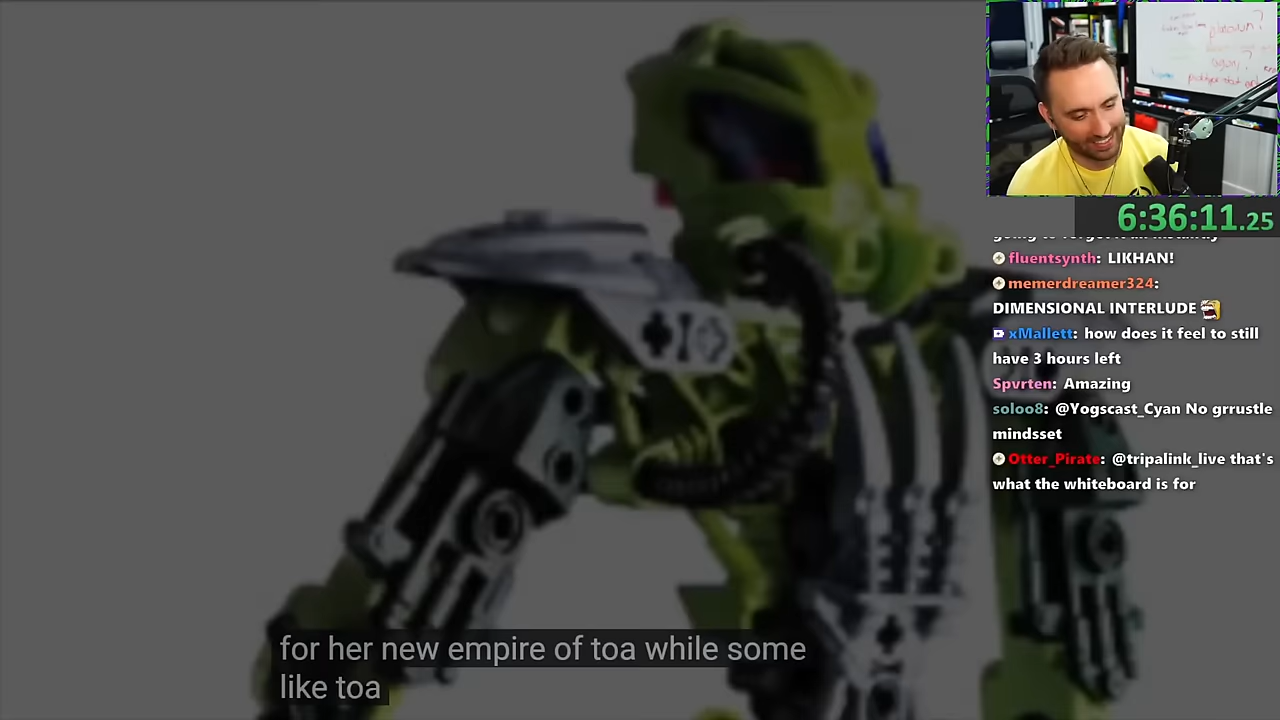 6:36:11.25
fluentsynth: LIKHAN!
memerdreamer324:
DIMENSIONAL INTERLUDE
xMallett: how does it feel to still
have 3 hours left
Spvrten: Amazing
soloo8: @Yogscast_Cyan No grrustle
mindsset
Otter_Pirate: @tripalink_live that's
what the whiteboard is for
for her new empire of toa while some
like toa